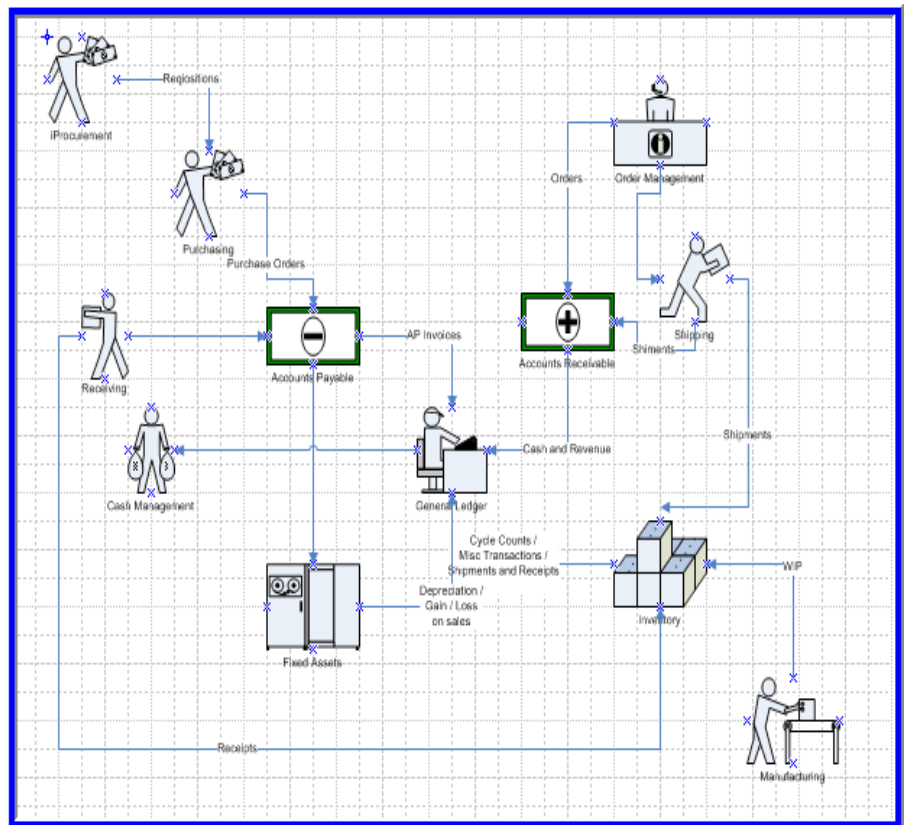 Reqiositions
iProcurement
Orders
Order Management
Purchasing
Purchase Orders
Receiving
AP Invoices
Accounts Payable
Accounts Receivable
Shipping
Shiments
Shipments
Cash Management
General Ledger
Cash and Revenue
Cycle Counts /
Misc Transactions /
Shipments and Receipts
WIP
Depreciation /
Gain / Loss
on sales
Inventory
Fixed Assets
Receipts
Manufacturing